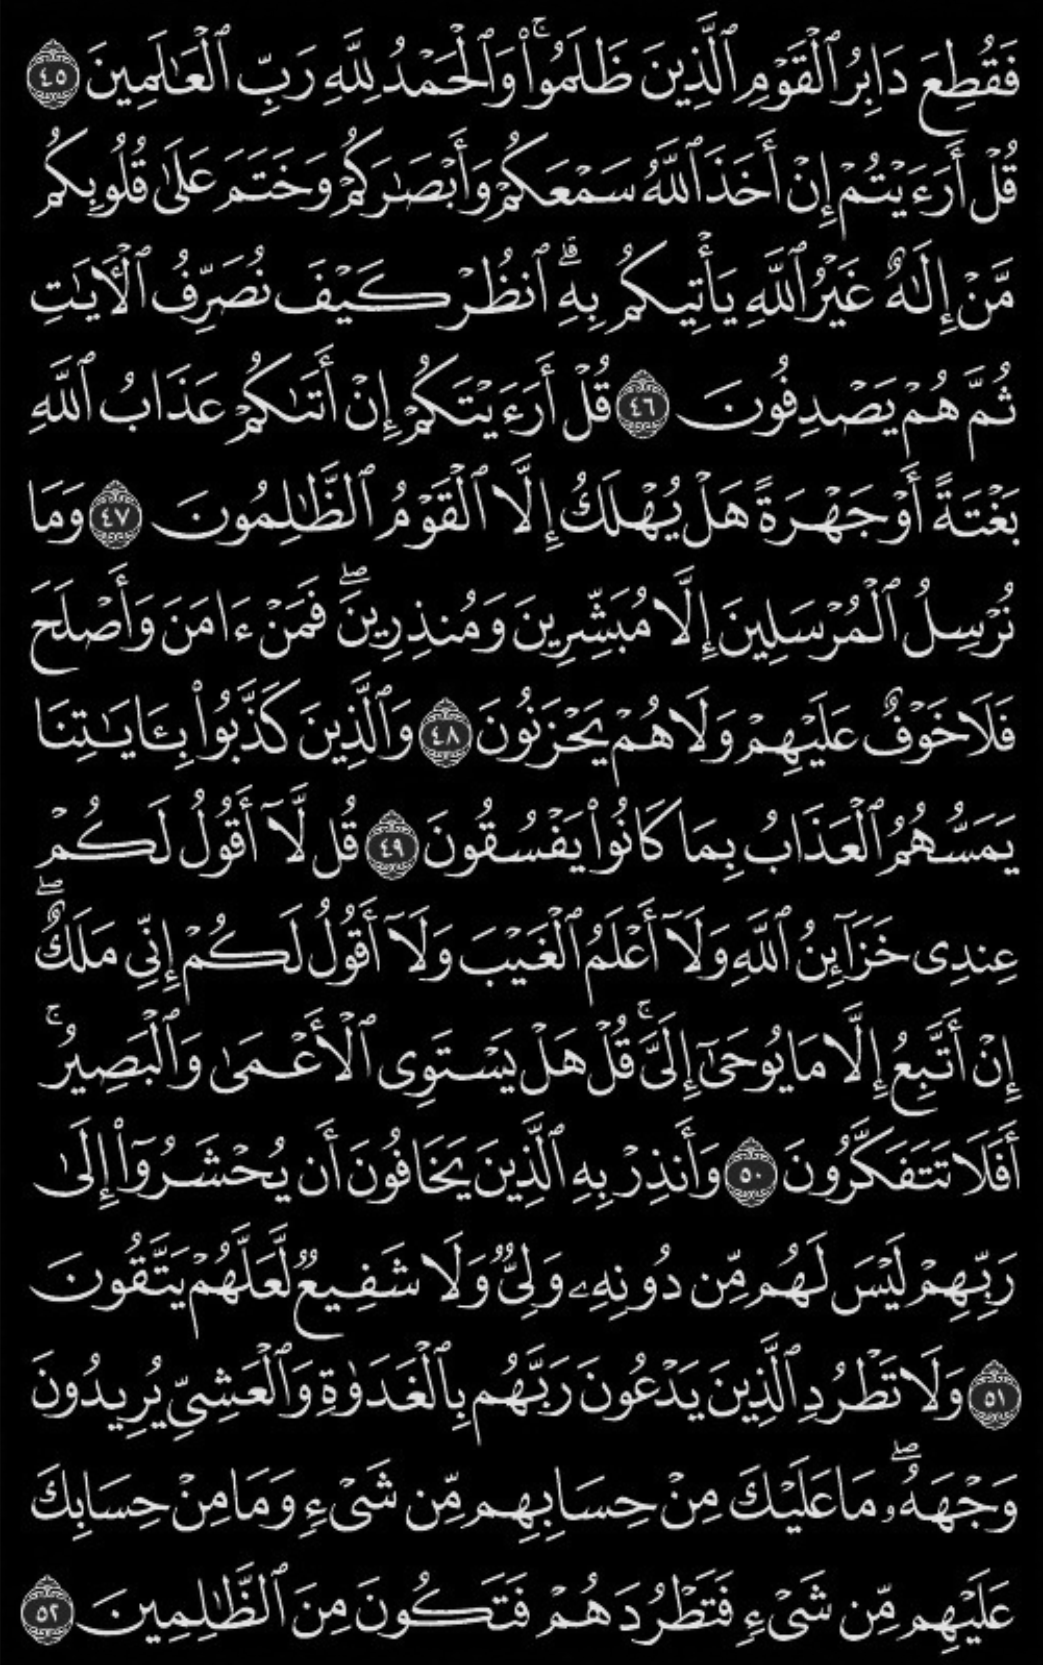 فَقُطِعَ دَابِرُ ٱلْقَوْمِ ٱلَّذِينَ ظَلَمُوا۟ ۚ وَٱلْحَمْدُ لِلَّهِ رَبِّ ٱلْعَـٰلَمِينَ ٤٥
قُلْ أَرَءَيْتُمْ إِنْ أَخَذَ ٱللَّهُ سَمْعَكُمْ وَأَبْصَـٰرَكُمْ وَخَتَمَ عَلَىٰ قُلُوبِكُم
مَّنْ إِلَـٰهٌ غَيْرُ ٱللَّهِ يَأْتِيكُم بِهِ ۗ ٱنظُرْ كَيْفَ نُصَرِّفُ ٱلْـَٔايَـٰتِ
ثُمَّ هُمْ يَصْدِفُونَ ٤٦ قُلْ أَرَءَيْتَكُمْ إِنْ أَتَىٰكُمْ عَذَابُ ٱللَّهِ
بَغْتَةً أَوْ جَهْرَةً هَلْ يُهْلَكُ إِلَّا ٱلْقَوْمُ ٱلظَّـٰلِمُونَ ٤٧ وَمَا
نُرْسِلُ ٱلْمُرْسَلِينَ إِلَّا مُبَشِّرِينَ وَمُنذِرِينَ ۖ فَمَنْ ءَامَنَ وَأَصْلَحَ
فَلَا خَوْفٌ عَلَيْهِمْ وَلَا هُمْ يَحْزَنُونَ ٤٨ وَٱلَّذِينَ كَذَّبُوا۟ بِـَٔايَـٰتِنَا
يَمَسُّهُمُ ٱلْعَذَابُ بِمَا كَانُوا۟ يَفْسُقُونَ ٤٩ قُل لَّآ أَقُولُ لَكُمْ
عِندِى خَزَآئِنُ ٱللَّهِ وَلَآ أَعْلَمُ ٱلْغَيْبَ وَلَآ أَقُولُ لَكُمْ إِنِّى مَلَكٌ ۖ
إِنْ أَتَّبِعُ إِلَّا مَا يُوحَىٰٓ إِلَىَّ ۚ قُلْ هَلْ يَسْتَوِى ٱلْأَعْمَىٰ وَٱلْبَصِيرُ ۚ
أَفَلَا تَتَفَكَّرُونَ ٥٠ وَأَنذِرْ بِهِ ٱلَّذِينَ يَخَافُونَ أَن يُحْشَرُوٓا۟ إِلَىٰ
رَبِّهِمْ لَيْسَ لَهُم مِّن دُونِهِۦ وَلِىٌّ وَلَا شَفِيعٌ لَّعَلَّهُمْ يَتَّقُونَ
٥١ وَلَا تَطْرُدِ ٱلَّذِينَ يَدْعُونَ رَبَّهُم بِٱلْغَدَوٰةِ وَٱلْعَشِىِّ يُرِيدُونَ
وَجْهَهُۥ ۖ مَا عَلَيْكَ مِنْ حِسَابِهِم مِّن شَىْءٍ وَمَا مِنْ حِسَابِكَ
عَلَيْهِم مِّن شَىْءٍ فَتَطْرُدَهُمْ فَتَكُونَ مِنَ ٱلظَّـٰلِمِينَ ٥٢